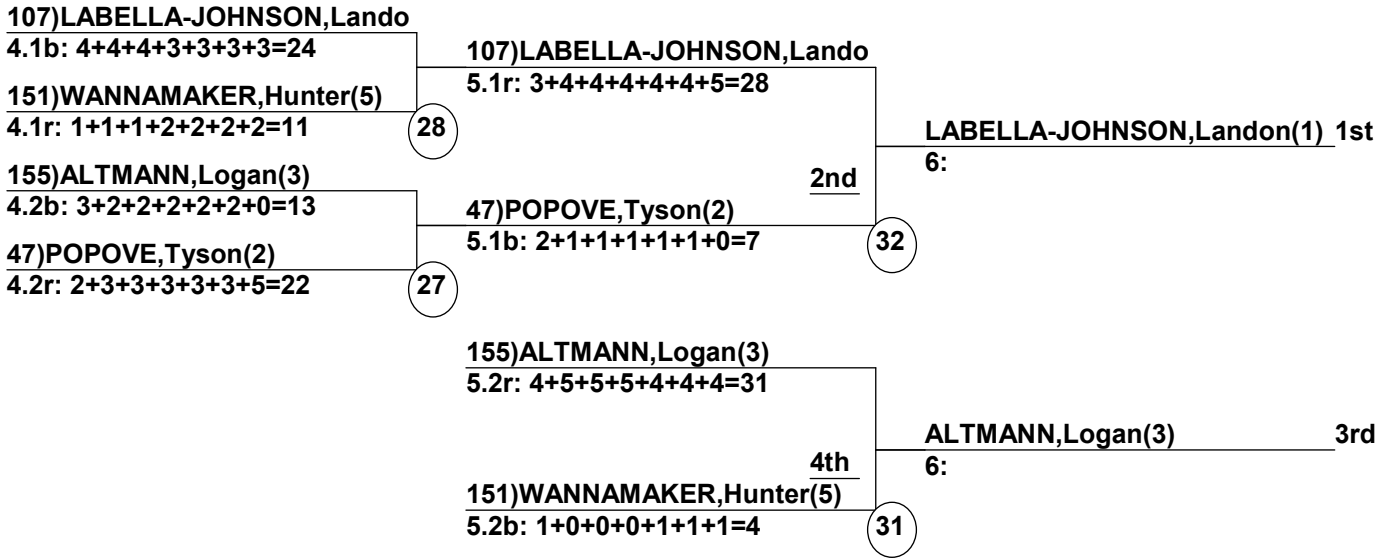 107)LABELLA-JOHNSON,Lando
4.1b: 4+4+4+3+3+3+3=24
151)WANNAMAKER,Hunter(5)
4.1r: 1+1+1+2+2+2+2=11
28
155)ALTMANN,Logan(3)
4.2b: 3+2+2+2+2+2+0=13
47)POPOVE,Tyson(2)
4.2r: 2+3+3+3+3+3+5=22
27
107)LABELLA-JOHNSON,Lando
5.1r: 3+4+4+4+4+4+5=28
2nd
47)POPOVE,Tyson(2)
5.1b: 2+1+1+1+1+1+0=7
32
LABELLA-JOHNSON,Landon(1) 1st
6:
155)ALTMANN,Logan(3)
5.2r: 4+5+5+5+4+4+4=31
4th
151)WANNAMAKER,Hunter(5)
5.2b: 1+0+0+0+1+1+1=4
31
ALTMANN,Logan(3) 3rd
6: